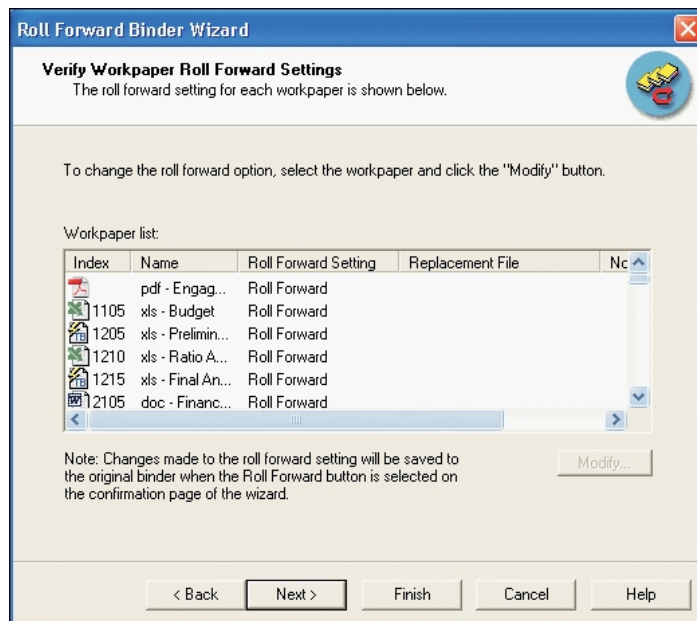 Roll Forward Binder Wizard
Verify Workpaper Roll Forward Settings
The roll forward setting for each workpaper is shown below.
To change the roll forward option, select the workpaper and click the "Modify" button.
Workpaper list:
Index Name Roll Forward Setting Replacement File
pdf - Engag... Roll Forward
1105 xls - Budget Roll Forward
1205 xls - Prelimin... Roll Forward
1210 xls - Ratio A... Roll Forward
1215 xls - Final An... Roll Forward
2105 doc - Financ... Roll Forward
Note: Changes made to the roll forward setting will be saved to
the original binder when the Roll Forward button is selected on
the confirmation page of the wizard.
Modify...
< Back Next > Finish Cancel Help